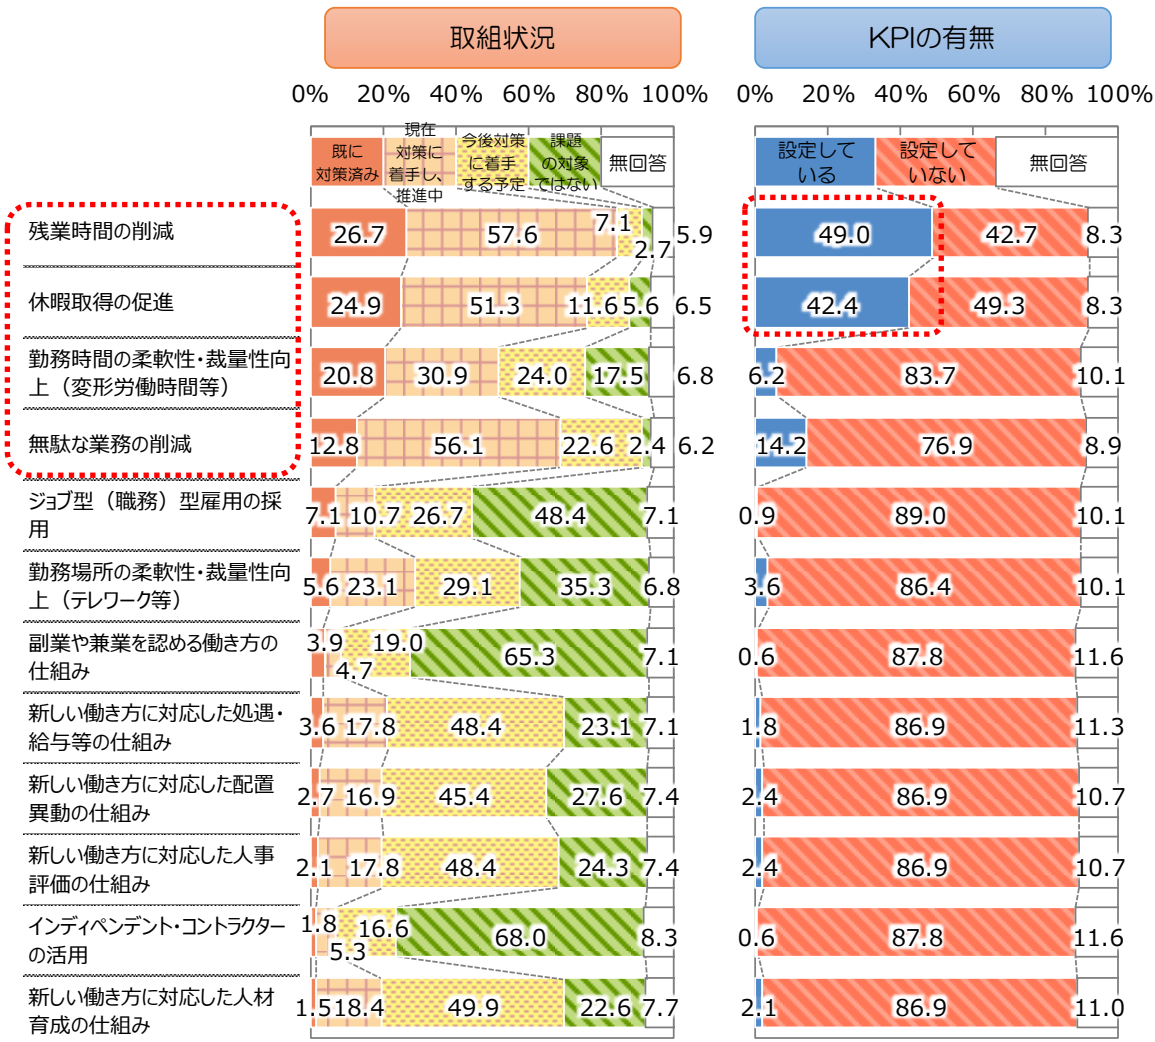 取組状況
KPIの有無
0% 20% 40% 60% 80% 100%
0% 20% 40% 60% 80% 100%
既に
対策済み
現在
対策に
着手し、
推進中
今後対策
に着手
する予定
課題
の対象
ではない
無回答
設定して
いる
設定して
いない
無回答
残業時間の削減
26.7 57.6 7.1 2.7 5.9
49.0 42.7 8.3
休暇取得の促進
24.9 51.3 11.6 5.6 6.5
42.4 49.3 8.3
勤務時間の柔軟性・裁量性向
上（変形労働時間等）
20.8 30.9 24.0 17.5 6.8
6.2 83.7 10.1
無駄な業務の削減
12.8 56.1 22.6 2.4 6.2
14.2 76.9 8.9
ジョブ型（職務）型雇用の採
用
7.1 10.7 26.7 48.4 7.1
0.9 89.0 10.1
勤務場所の柔軟性・裁量性向
上（テレワーク等）
5.6 23.1 29.1 35.3 6.8
3.6 86.4 10.1
副業や兼業を認める働き方の
仕組み
3.9 4.7 19.0 65.3 7.1
0.6 87.8 11.6
新しい働き方に対応した処遇・
給与等の仕組み
3.6 17.8 48.4 23.1 7.1
1.8 86.9 11.3
新しい働き方に対応した配置
異動の仕組み
2.7 16.9 45.4 27.6 7.4
2.4 86.9 10.7
新しい働き方に対応した人事
評価の仕組み
2.1 17.8 48.4 24.3 7.4
2.4 86.9 10.7
インディペンデント・コントラクター
の活用
1.8 5.3 16.6 68.0 8.3
0.6 87.8 11.6
新しい働き方に対応した人材
育成の仕組み
1.5 18.4 49.9 22.6 7.7
2.1 86.9 11.0